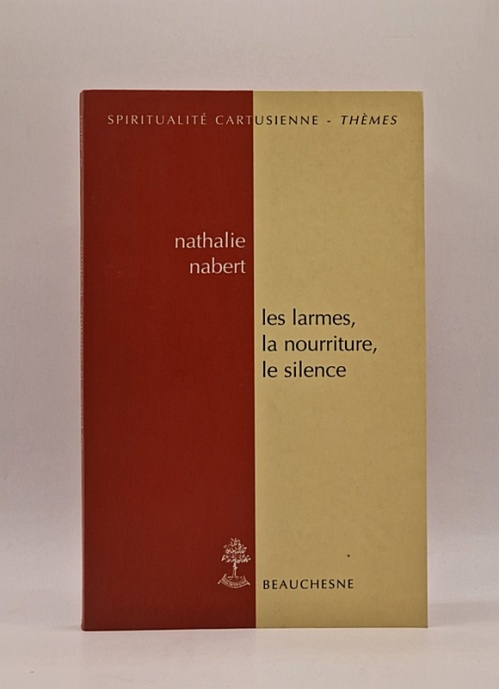 SPIRITUALITÉ CARTUSIENNE - THÈMES
nathalie
nabert
les larmes,
la nourriture,
le silence
BEAUCHESNE